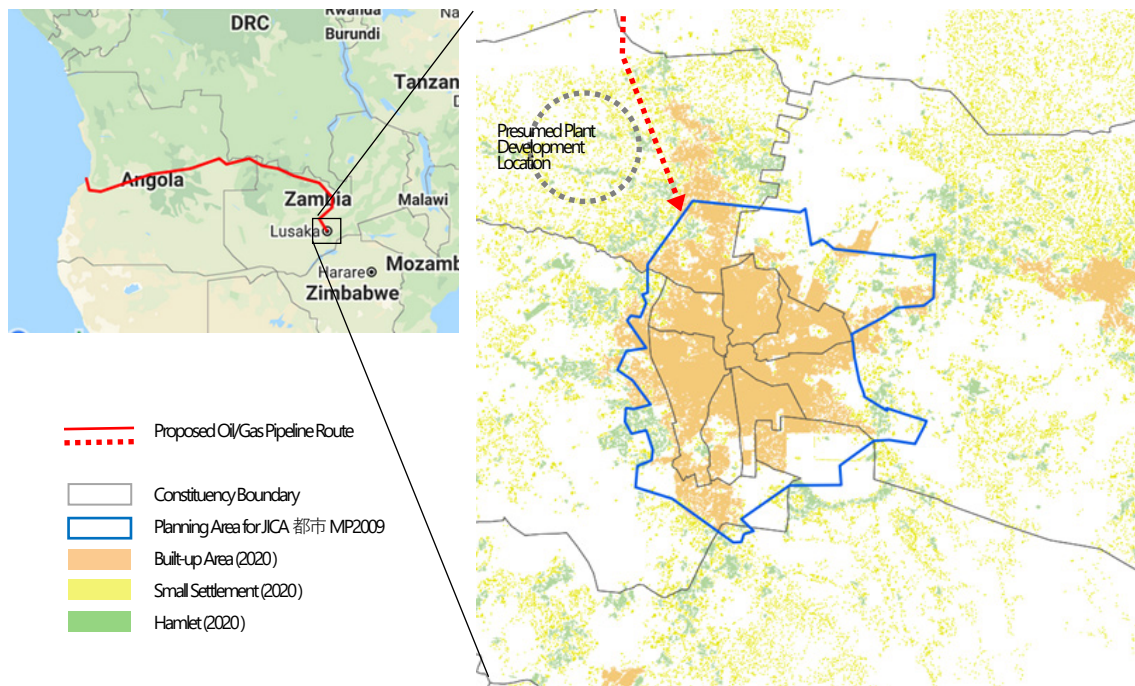 DRC
Rwanda
Burundi
Tanzan
Angola
Zambia
Malawi
Lusaka
Harare
Mozamb
Zimbabwe
Presumed Plant
Development
Location
Proposed Oil/Gas Pipeline Route
Constituency Boundary
Planning Area for JICA 都市 MP2009
Built-up Area (2020)
Small Settlement (2020)
Hamlet (2020)